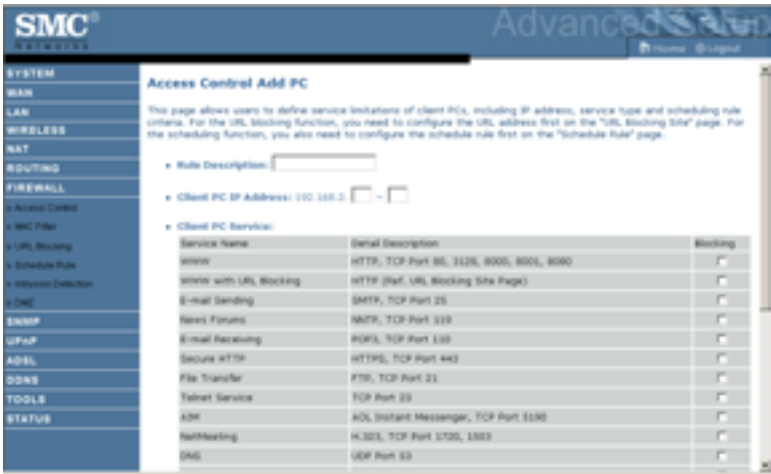 SMC®
Networks
Advanced Setup
Home Logout
SYSTEM
WAN
LAN
WIRELESS
NAT
ROUTING
FIREWALL
» Access Control
» MAC Filter
» URL Blocking
» Schedule Rule
» Intrusion Detection
» DMZ
SNMP
UPnP
ADSL
DDNS
TOOLS
STATUS
Access Control Add PC
This page allows users to define service limitations of client PCs, including IP address, service type and scheduling rule
criteria. For the URL blocking function, you need to configure the URL address first on the "URL Blocking Site" page. For
the scheduling function, you also need to configure the schedule rule first on the "Schedule Rule" page.
Rule Description:
Client PC IP Address: 192.168.2. ~
Client PC Service:
Service Name Detail Description Blocking
WWW HTTP, TCP Port 80, 3128, 8000, 8001, 8080
WWW with URL Blocking HTTP (Ref. URL Blocking Site Page)
E-mail Sending SMTP, TCP Port 25
News Forums NNTP, TCP Port 119
E-mail Receiving POP3, TCP Port 110
Secure HTTP HTTPS, TCP Port 443
File Transfer FTP, TCP Port 21
Telnet Service TCP Port 23
AIM AOL Instant Messenger, TCP Port 5190
NetMeeting H.323, TCP Port 1720, 1503
DNS UDP Port 53